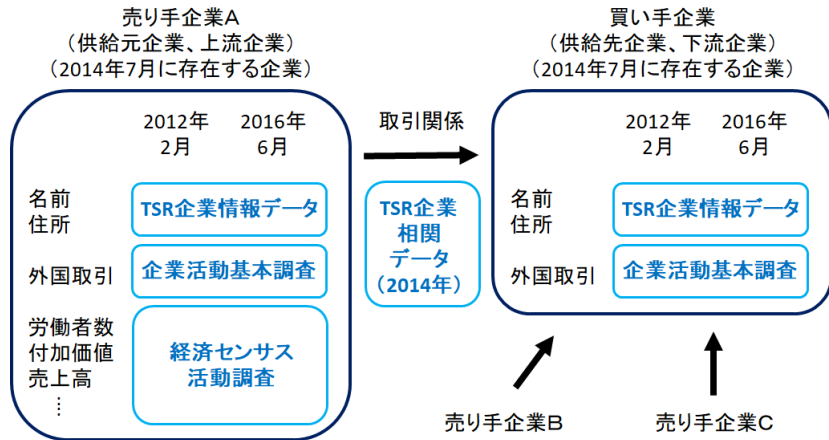 売り手企業A
(供給元企業、上流企業)
(2014年7月に存在する企業)
2012年
2月
2016年
6月
名前
住所
TSR企業情報データ
外国取引
企業活動基本調査
労働者数
付加価値
売上高
…
経済センサス
活動調査
取引関係
TSR企業
相関
データ
(2014年)
買い手企業
(供給先企業、下流企業)
(2014年7月に存在する企業)
2012年
2月
2016年
6月
名前
住所
TSR企業情報データ
外国取引
企業活動基本調査
売り手企業B
売り手企業C